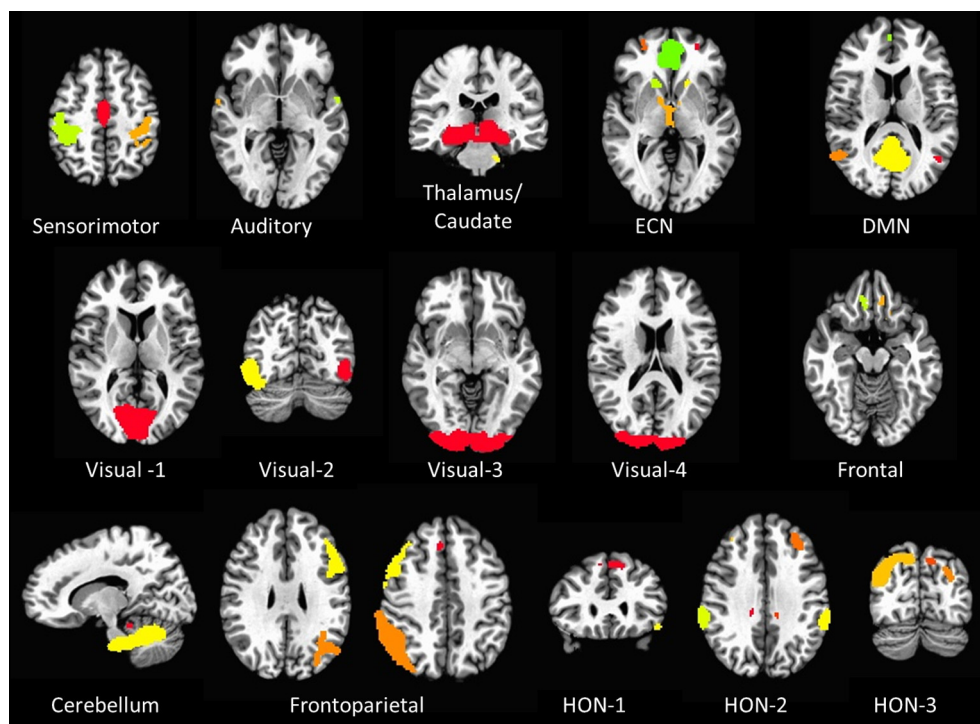 Sensorimotor
Auditory
Thalamus/
Caudate
ECN
DMN
Visual -1
Visual-2
Visual-3
Visual-4
Frontal
Cerebellum
Frontoparietal
HON-1
HON-2
HON-3